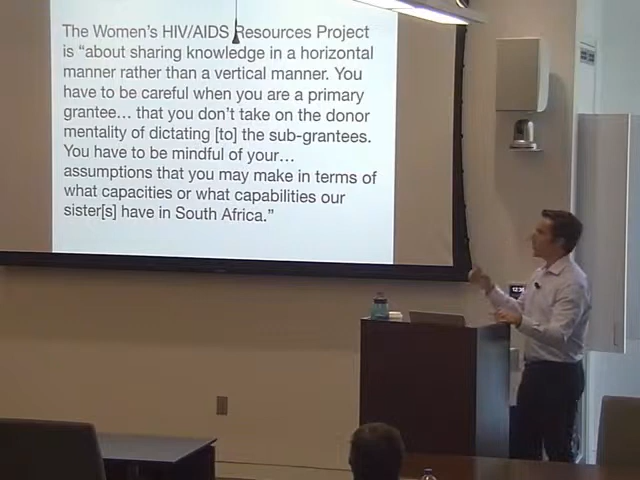 The Women's HIV/AIDS Resources Project
is “about sharing knowledge in a horizontal
manner rather than a vertical manner. You
have to be careful when you are a primary
grantee… that you don't take on the donor
mentality of dictating [to] the sub-grantees.
You have to be mindful of your…
assumptions that you may make in terms of
what capacities or what capabilities our
sister[s] have in South Africa.”